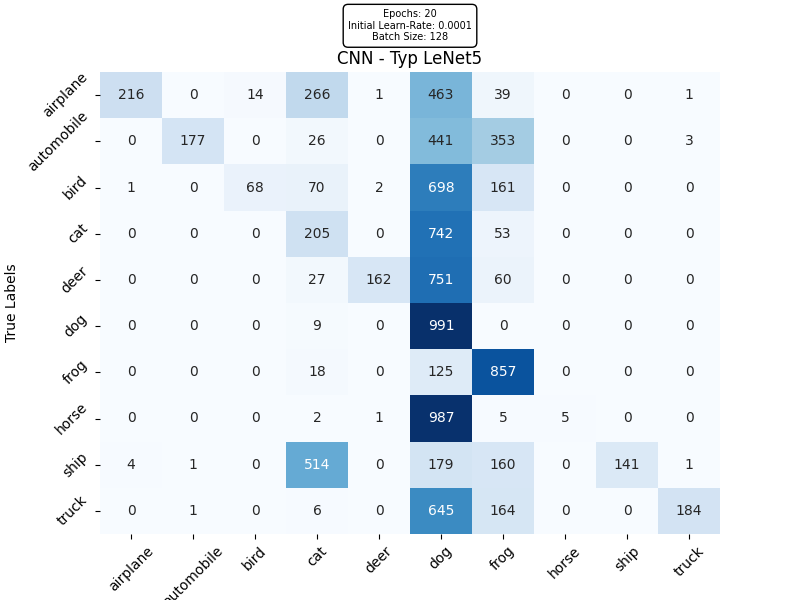 Epochs: 20
Initial Learn-Rate: 0.0001
Batch Size: 128
CNN - Typ LeNet5
True Labels
airplane 216 0 14 266 1 463 39 0 0 1
automobile 0 177 0 26 0 441 353 0 0 3
bird 1 0 68 70 2 698 161 0 0 0
cat 0 0 0 205 0 742 53 0 0 0
deer 0 0 0 27 162 751 60 0 0 0
dog 0 0 0 9 0 991 0 0 0 0
frog 0 0 0 18 0 125 857 0 0 0
horse 0 0 0 2 1 987 5 5 0 0
ship 4 1 0 514 0 179 160 0 141 1
truck 0 1 0 6 0 645 164 0 0 184
airplane automobile bird cat deer dog frog horse ship truck